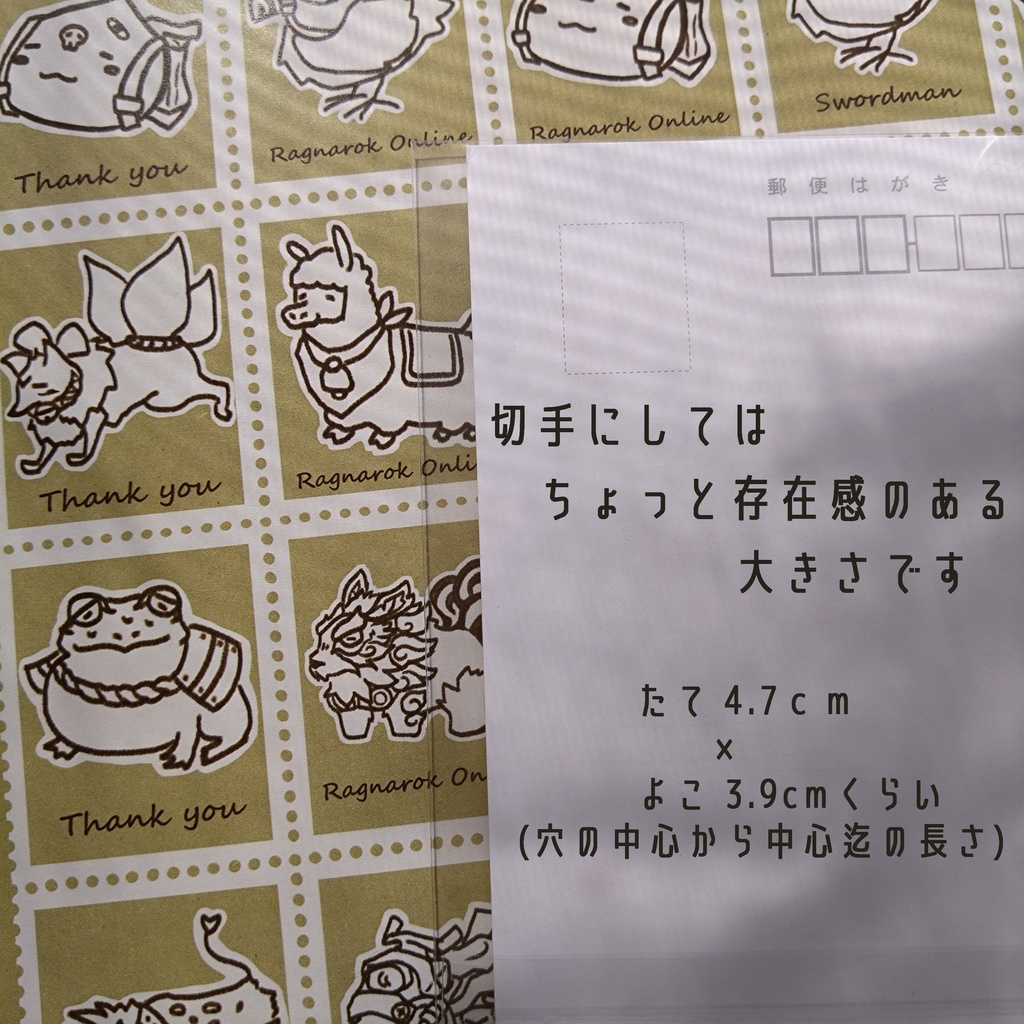 Thank you
Ragnarok Online
Ragnarok Online
Swordman
郵便はがき
Thank you
Ragnarok Onli
切手にしては
ちょっと存在感のある
大きさです
Thank you
Ragnarok On
たて 4.7cm
x
よこ 3.9cmくらい
(穴の中心から中心迄の長さ)